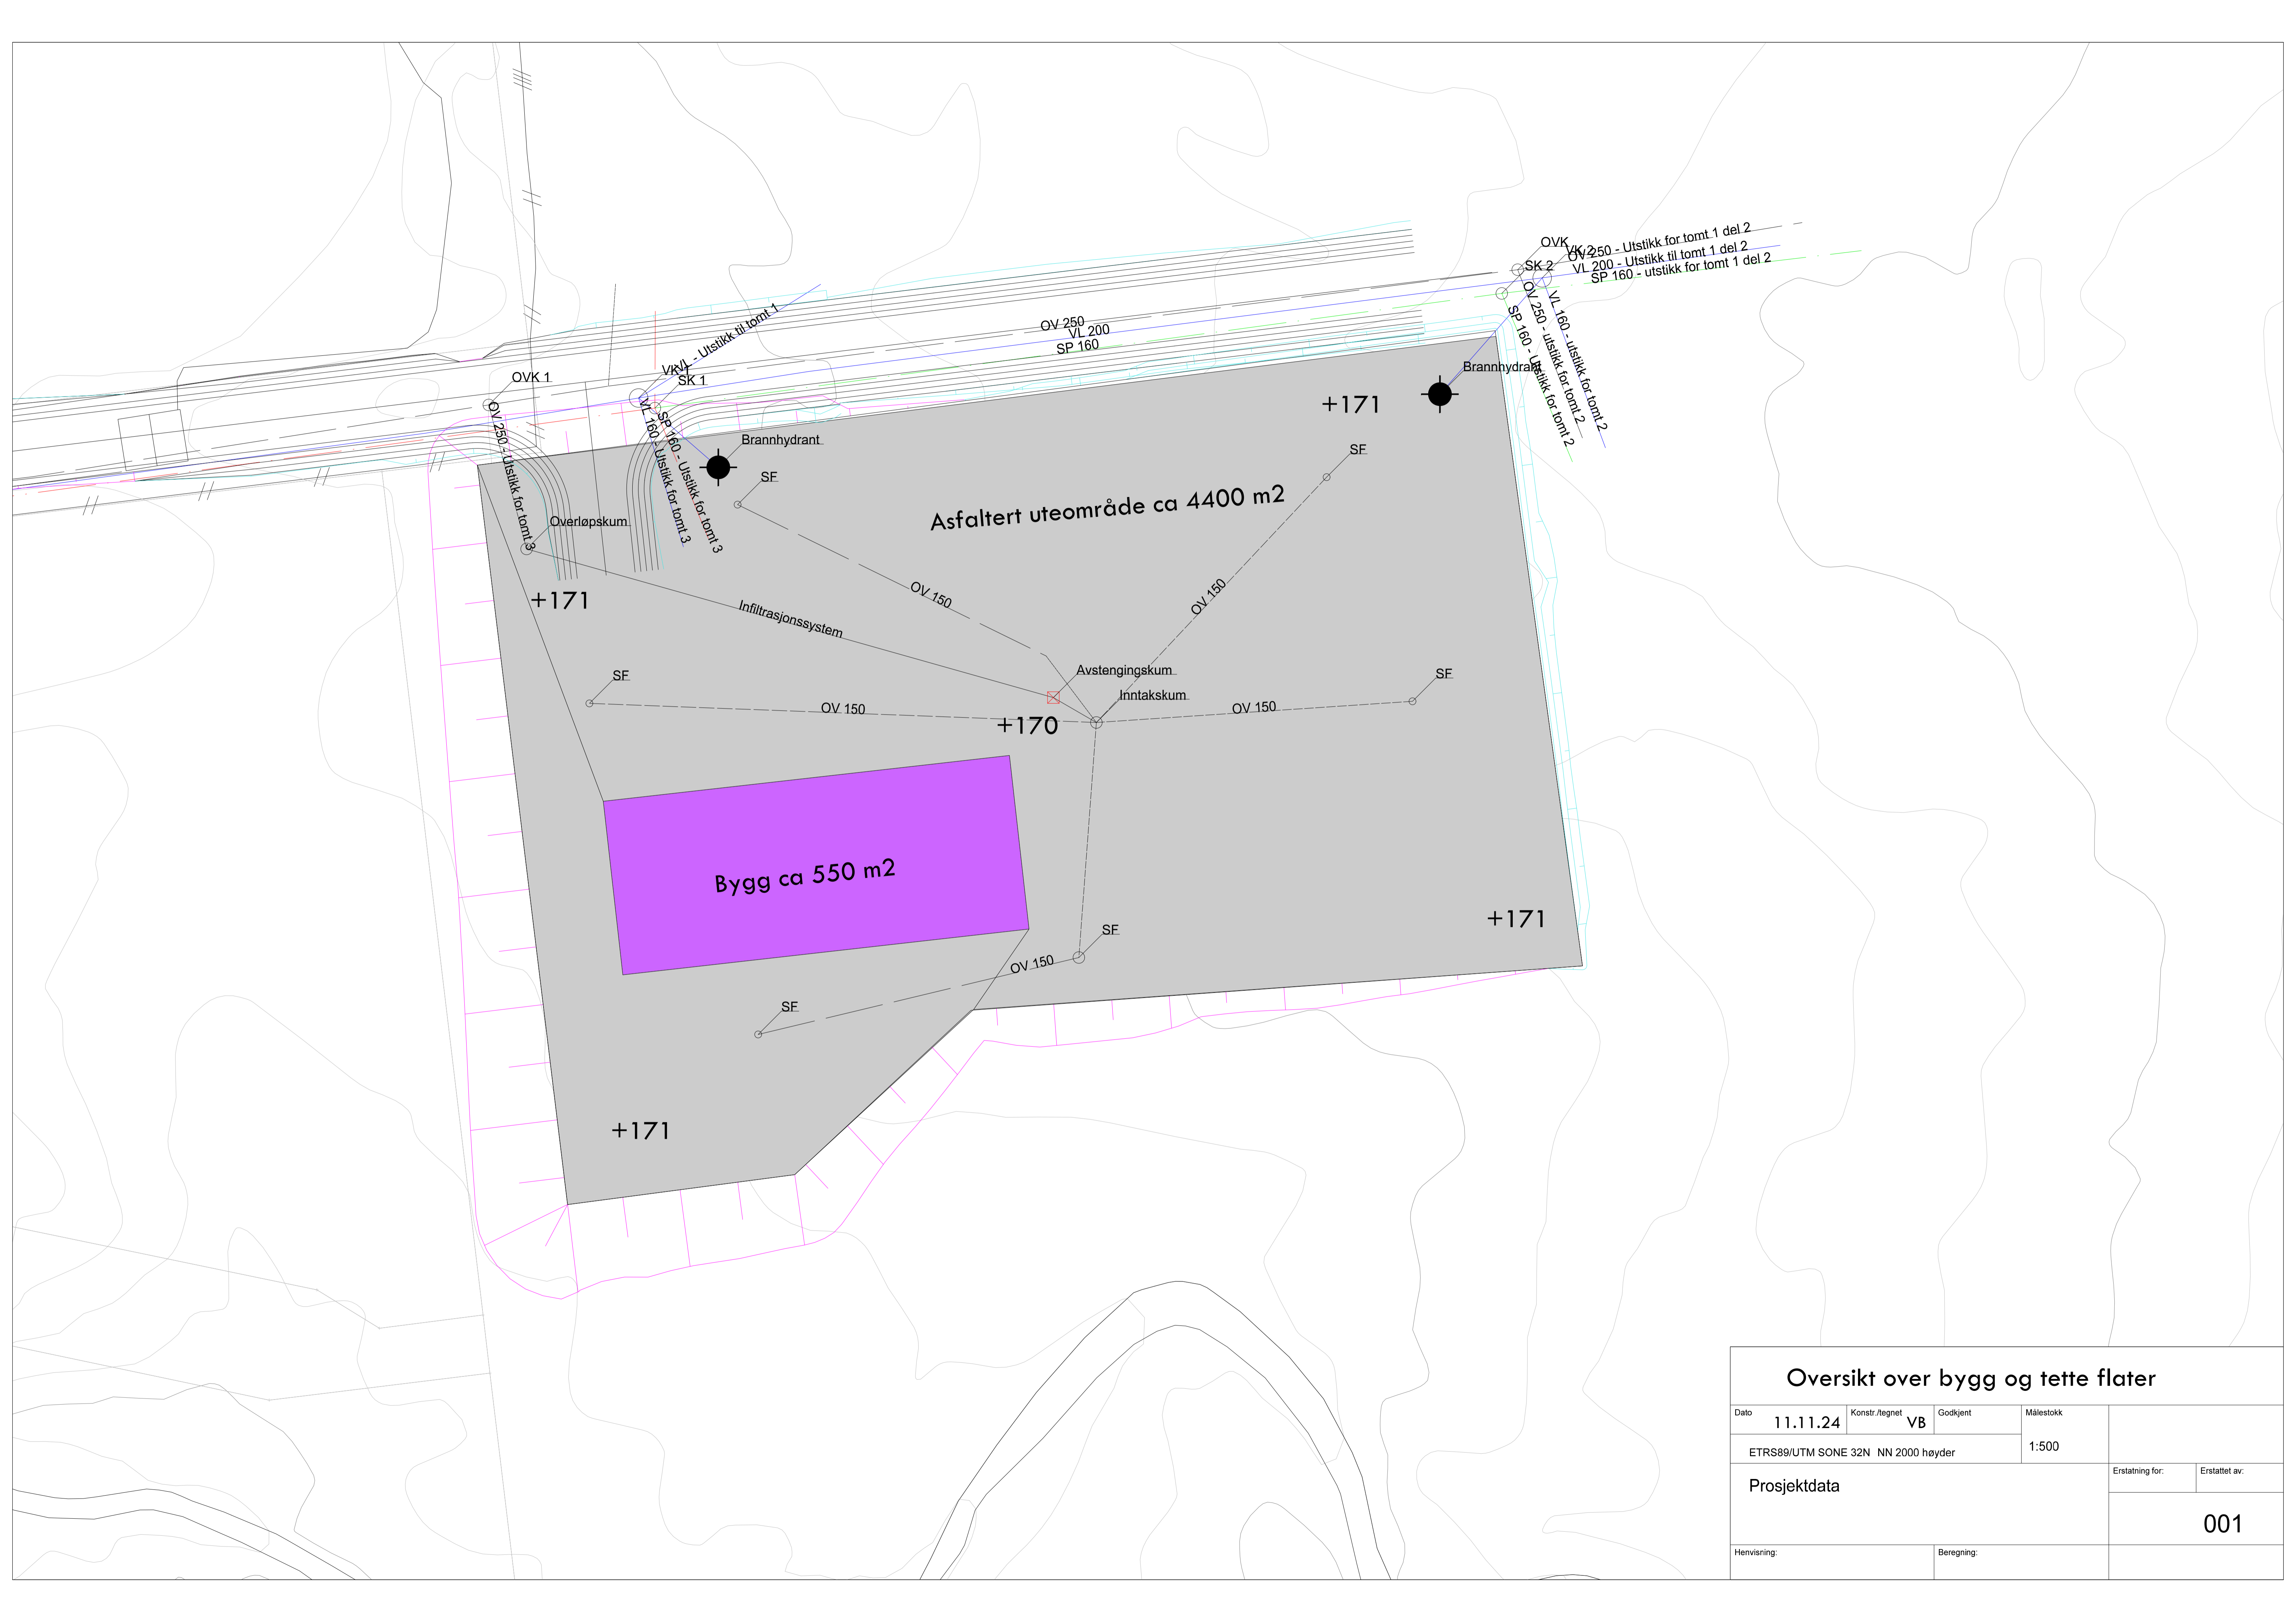 OVK
VK 2
OV 250 - Utstikk for tomt 1 del 2
VL 200 - Utstikk til tomt 1 del 2
SP 160 - utstikk for tomt 1 del 2
SK 2
OV 250 - utstikk for tomt 2
VL 160 - utstikk for tomt 2
SP 160 - Utstikk for tomt 2
OV 250
VL 200
SP 160
VL - Utstikk til tomt 1
VK 1
SK 1
OVK 1
OV 250 - Utstikk for tomt 3
VL 160 - Utstikk for tomt 3
SP 160 - Utstikk for tomt 3
Brannhydrant
+171
Brannhydrant
SF
SF
Asfaltert uteområde ca 4400 m2
Overløpskum
+171
OV 150
OV 150
Infiltrasjonssystem
SF
Avstengingskum
SF
Inntakskum
OV 150
OV 150
+170
Bygg ca 550 m2
+171
SF
OV 150
SF
+171
Oversikt over bygg og tette flater
Dato
11.11.24
Konstr./tegnet
VB
Godkjent
Målestokk
1:500
ETRS89/UTM SONE 32N NN 2000 høyder
Prosjektdata
Erstatning for:
Erstattet av:
001
Henvisning:
Beregning: